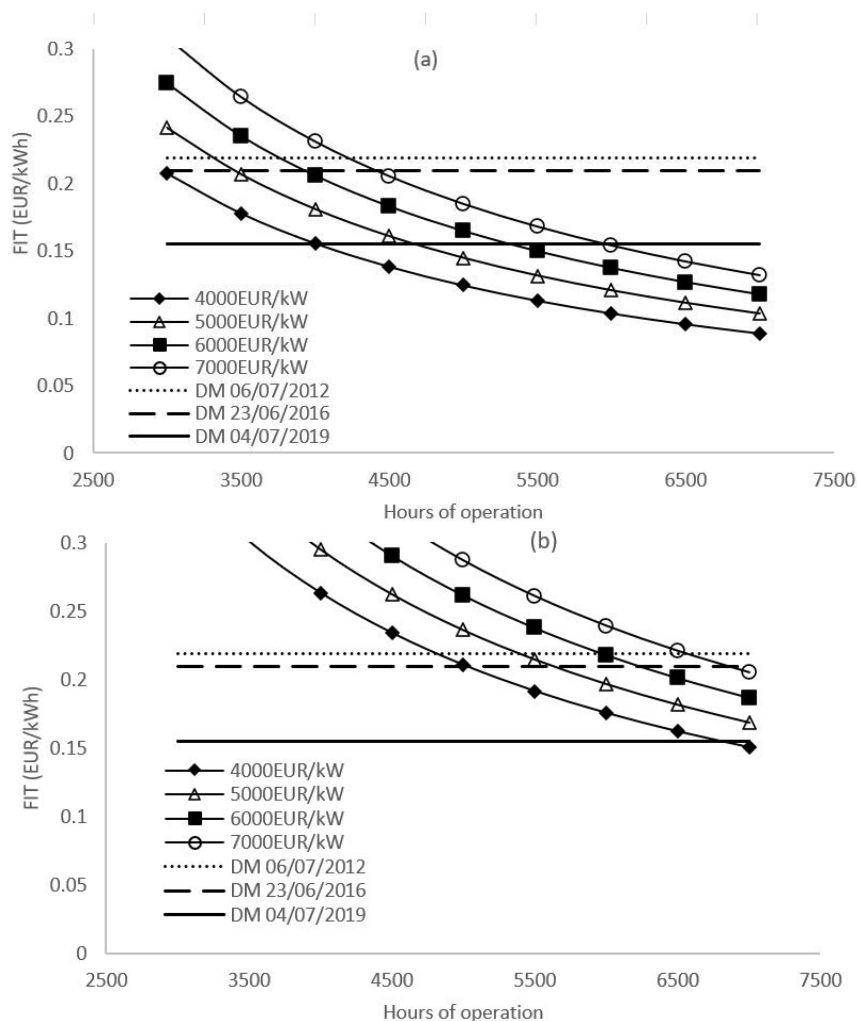 (a)
FIT (EUR/kWh)
0.3
0.25
0.2
0.15
0.1
0.05
0
4000EUR/kW
5000EUR/kW
6000EUR/kW
7000EUR/kW
DM 06/07/2012
DM 23/06/2016
DM 04/07/2019
2500 3500 4500 5500 6500 7500
Hours of operation
(b)
FIT (EUR/kWh)
0.3
0.25
0.2
0.15
0.1
0.05
0
4000EUR/kW
5000EUR/kW
6000EUR/kW
7000EUR/kW
DM 06/07/2012
DM 23/06/2016
DM 04/07/2019
2500 3500 4500 5500 6500 7500
Hours of operation